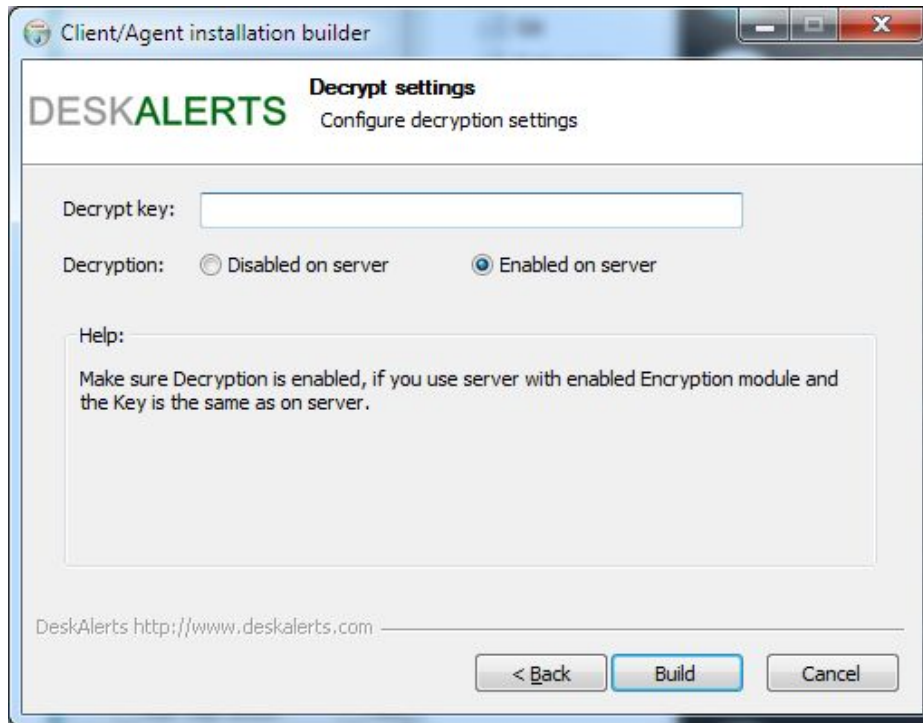 Client/Agent installation builder
DESKALERTS
Decrypt settings
Configure decryption settings
Decrypt key:
Decryption: Disabled on server Enabled on server
Help:
Make sure Decryption is enabled, if you use server with enabled Encryption module and
the Key is the same as on server.
DeskAlerts http://www.deskalerts.com
< Back Build Cancel